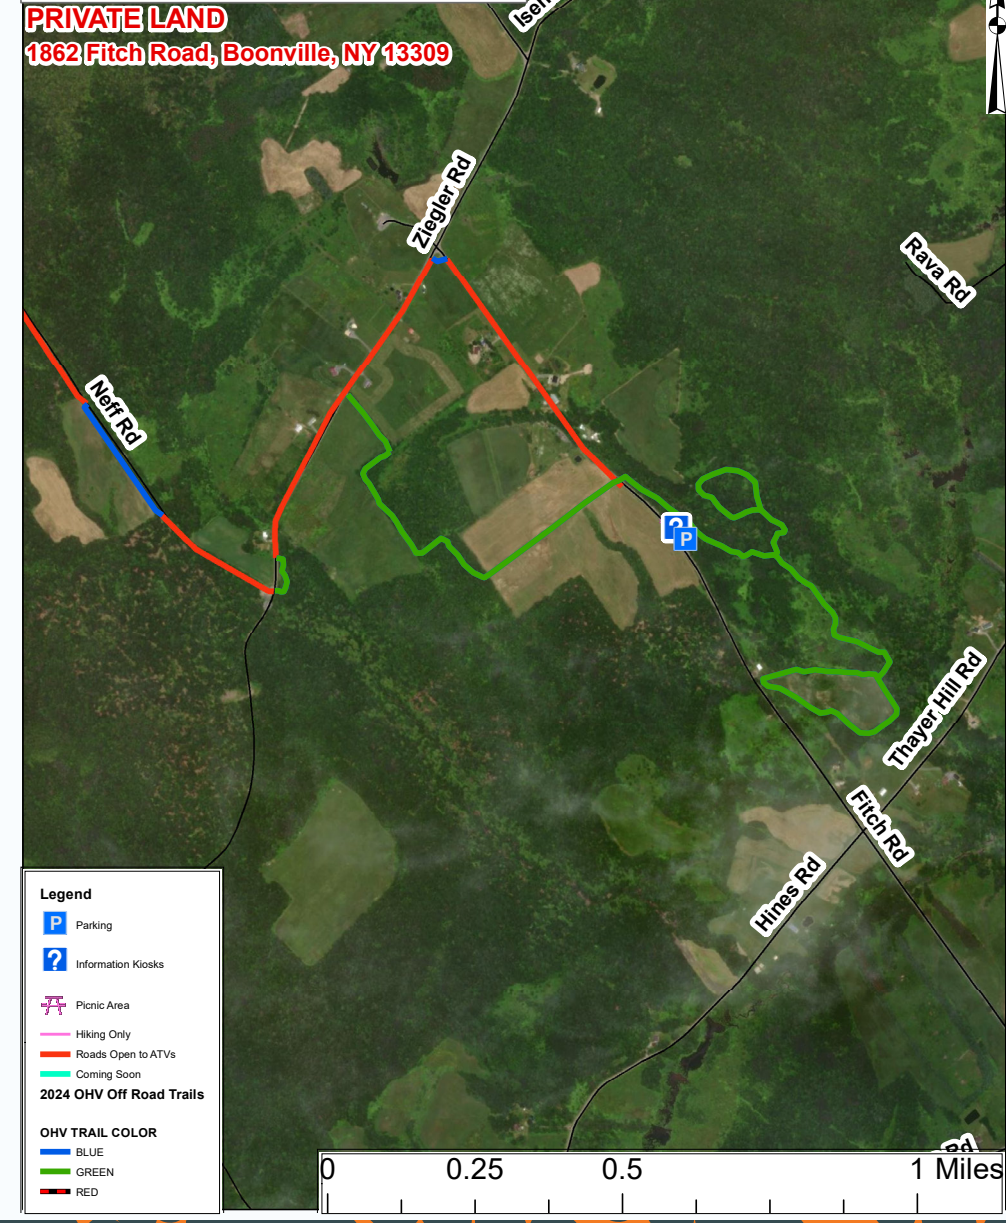 PRIVATE LAND
1862 Fitch Road, Boonville, NY 13309
Isen
Ziegler Rd
Rava Rd
Neff Rd
?
P
Thayer Hill Rd
Fitch Rd
Hines Rd
Rd
Legend
P Parking
? Information Kiosks
Picnic Area
Hiking Only
Roads Open to ATVs
Coming Soon
2024 OHV Off Road Trails
OHV TRAIL COLOR
BLUE
GREEN
RED
0 0.25 0.5 1 Miles